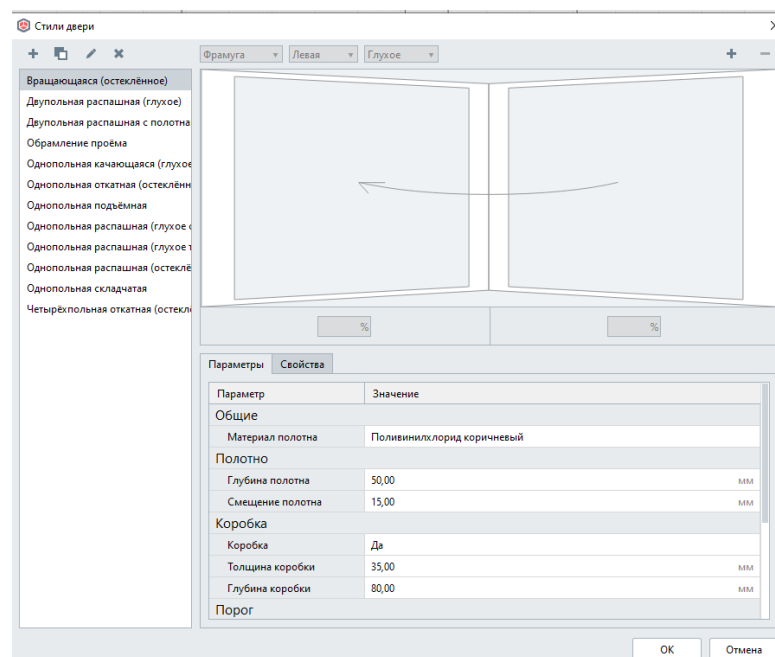 Стили двери
Фрамуга Левая Глухое
Вращающаяся (остеклённое)
Двупольная распашная (глухое)
Двупольная распашная с полотна
Обрамление проёма
Однопольная качающаяся (глухое
Однопольная откатная (остеклённ
Однопольная подъёмная
Однопольная распашная (глухое с
Однопольная распашная (глухое т
Однопольная распашная (остеклё
Однопольная складчатая
Четырёхпольная откатная (остекл
% %
Параметры Свойства
Параметр Значение
Общие
Материал полотна Поливинилхлорид коричневый
Полотно
Глубина полотна 50,00 мм
Смещение полотна 15,00 мм
Коробка
Коробка Да
Толщина коробки 35,00 мм
Глубина коробки 80,00 мм
Порог
ОК Отмена